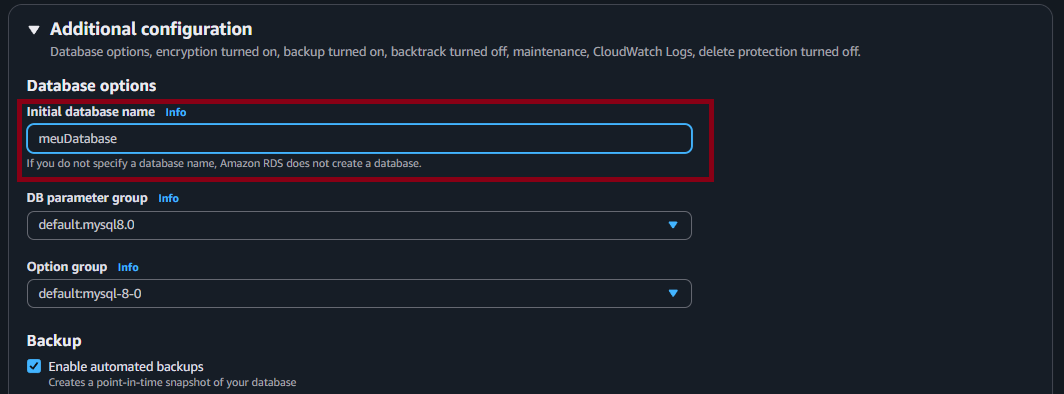 Additional configuration
Database options, encryption turned on, backup turned on, backtrack turned off, maintenance, CloudWatch Logs, delete protection turned off.
Database options
Initial database name Info
meuDatabase
If you do not specify a database name, Amazon RDS does not create a database.
DB parameter group Info
default.mysql8.0
Option group Info
default:mysql-8-0
Backup
Enable automated backups
Creates a point-in-time snapshot of your database